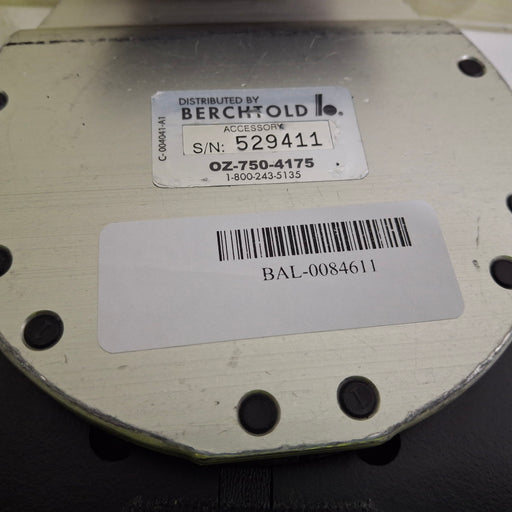 DISTRIBUTED BY
BERCHTOLD b.
ACCESSORY
S/N: 529411
OZ-750-4175
1-800-243-5135
C-004041-A1
BAL-0084611